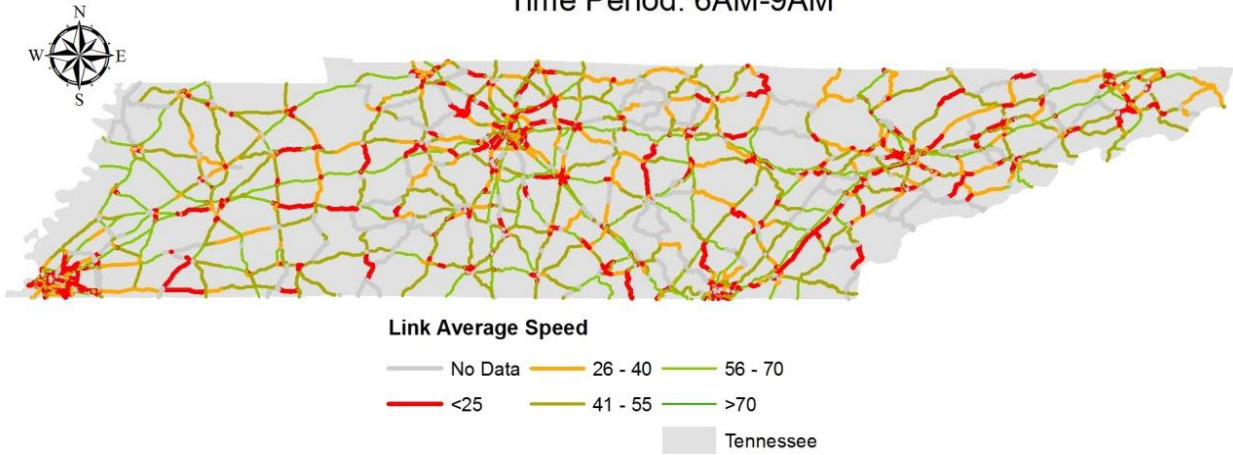 Time Period: 6AM-9AM
N
W E
S
Link Average Speed
No Data 26 - 40 56 - 70
<25 41 - 55 >70
Tennessee